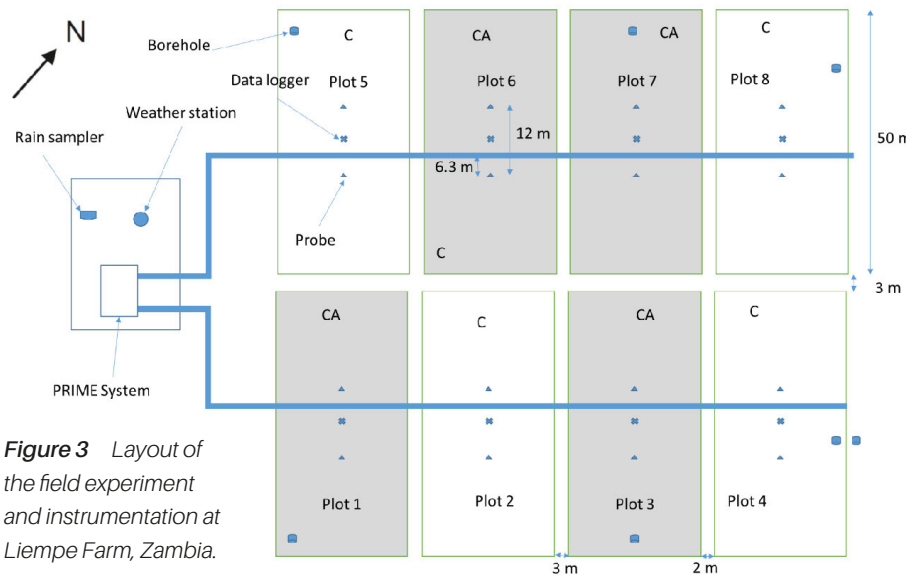 N
Borehole
C
CA
CA
C
Data logger
Plot 5
Plot 6
Plot 7
Plot 8
Weather station
Rain sampler
12 m
50 m
6.3 m
Probe
C
3 m
CA
C
CA
C
PRIME System
Figure 3 Layout of
the field experiment
and instrumentation at
Liempe Farm, Zambia.
Plot 1
Plot 2
Plot 3
Plot 4
3 m
2 m